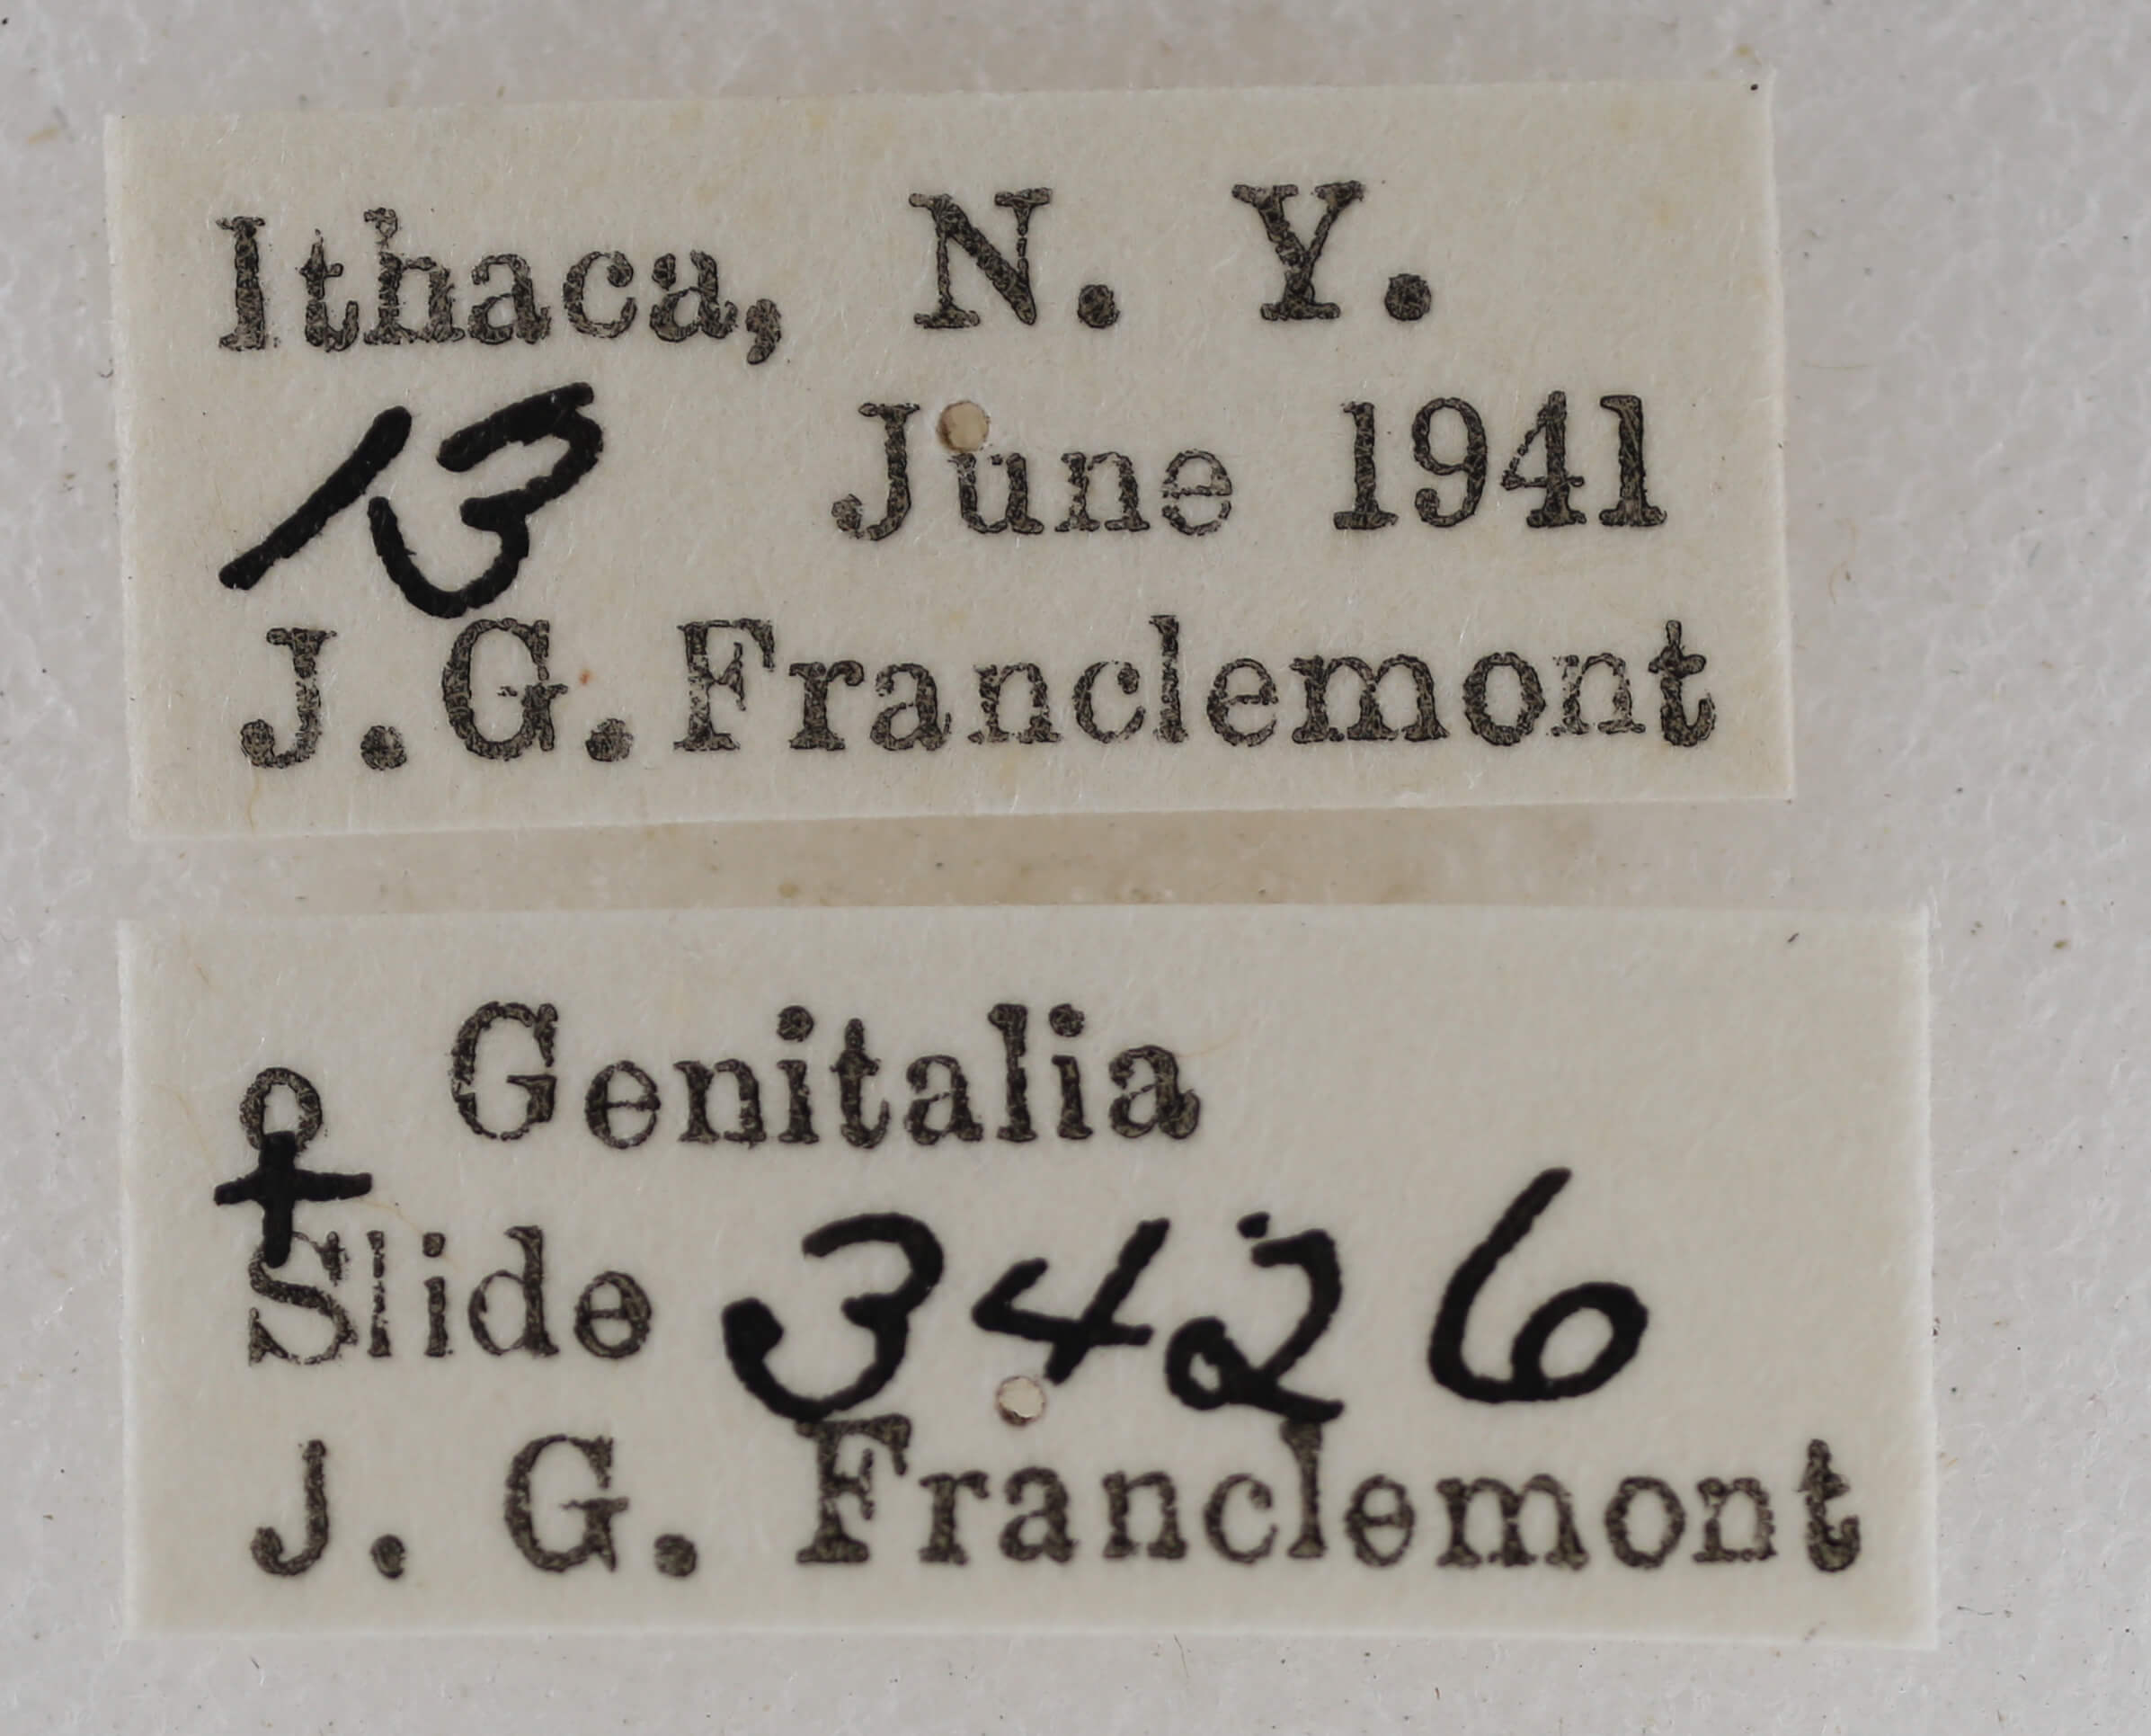 Ithaca, N. Y.
13 June 1941
J. G. Franclemont
♀ Genitalia
Slide 3426
J. G. Franclemont